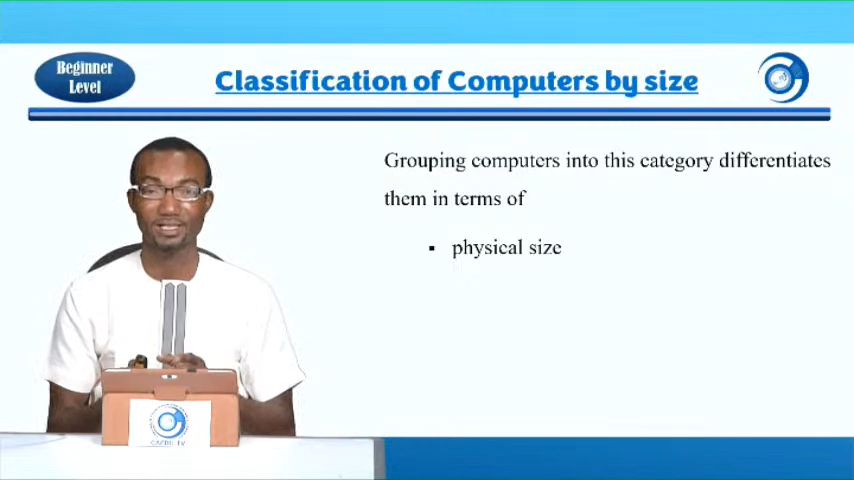 Beginner
Level
Classification of Computers by size
Grouping computers into this category differentiates
them in terms of
▪ physical size